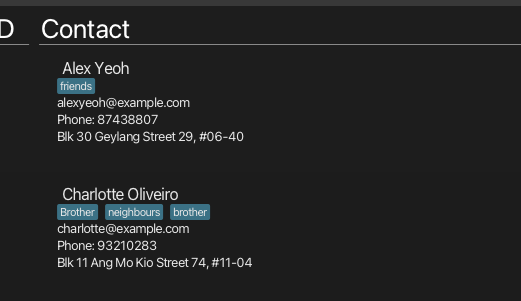 D Contact
Alex Yeoh
friends
alexyeoh@example.com
Phone: 87438807
Blk 30 Geylang Street 29, #06-40
Charlotte Oliveiro
Brother neighbours brother
charlotte@example.com
Phone: 93210283
Blk 11 Ang Mo Kio Street 74, #11-04